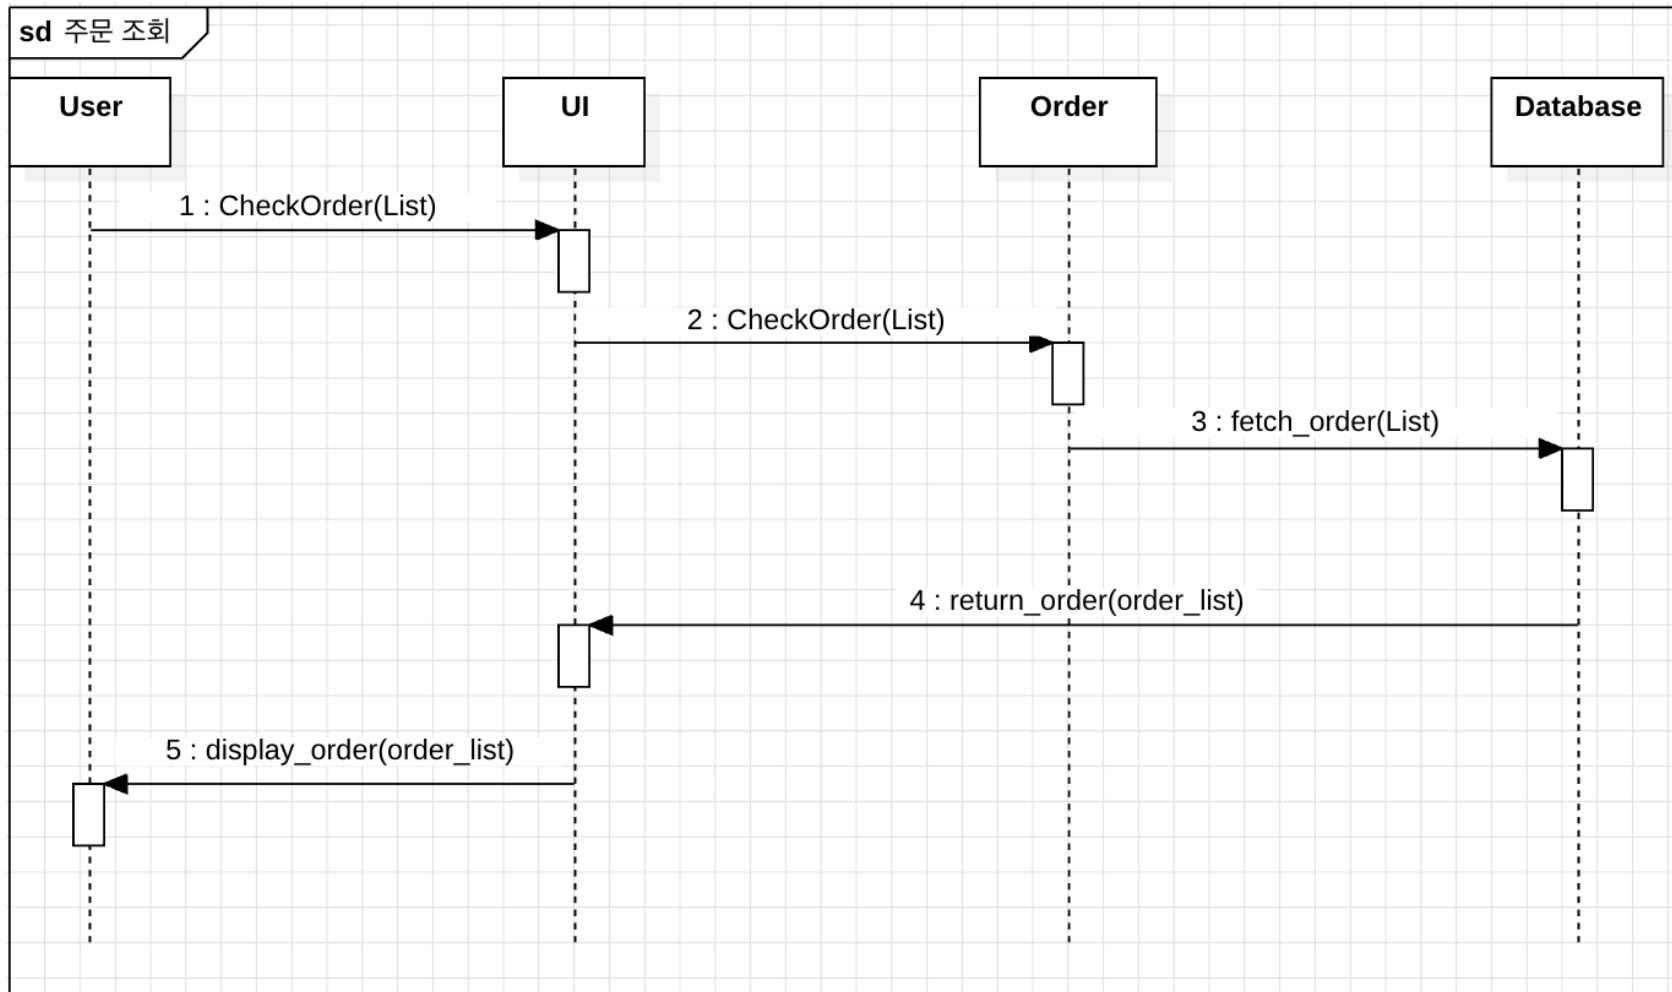 sd 주문 조회
User
UI
Order
Database
1 : CheckOrder(List)
2 : CheckOrder(List)
3 : fetch_order(List)
4 : return_order(order_list)
5 : display_order(order_list)